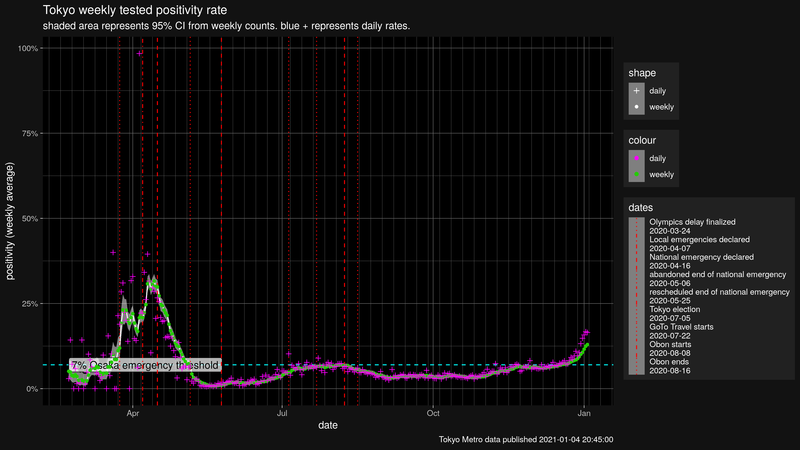 Tokyo weekly tested positivity rate
shaded area represents 95% CI from weekly counts. blue + represents daily rates.
100%
75%
50%
25%
0%
positivity (weekly average)
7% Osaka emergency threshold
Apr
Jul
Oct
Jan
date
shape
daily
weekly
colour
daily
weekly
dates
Olympics delay finalized
2020-03-24
Local emergencies declared
2020-04-07
National emergency declared
2020-04-16
abandoned end of national emergency
2020-05-06
rescheduled end of national emergency
2020-05-25
Tokyo election
2020-07-05
GoTo Travel starts
2020-07-22
Obon starts
2020-08-08
Obon ends
2020-08-16
Tokyo Metro data published 2021-01-04 20:45:00